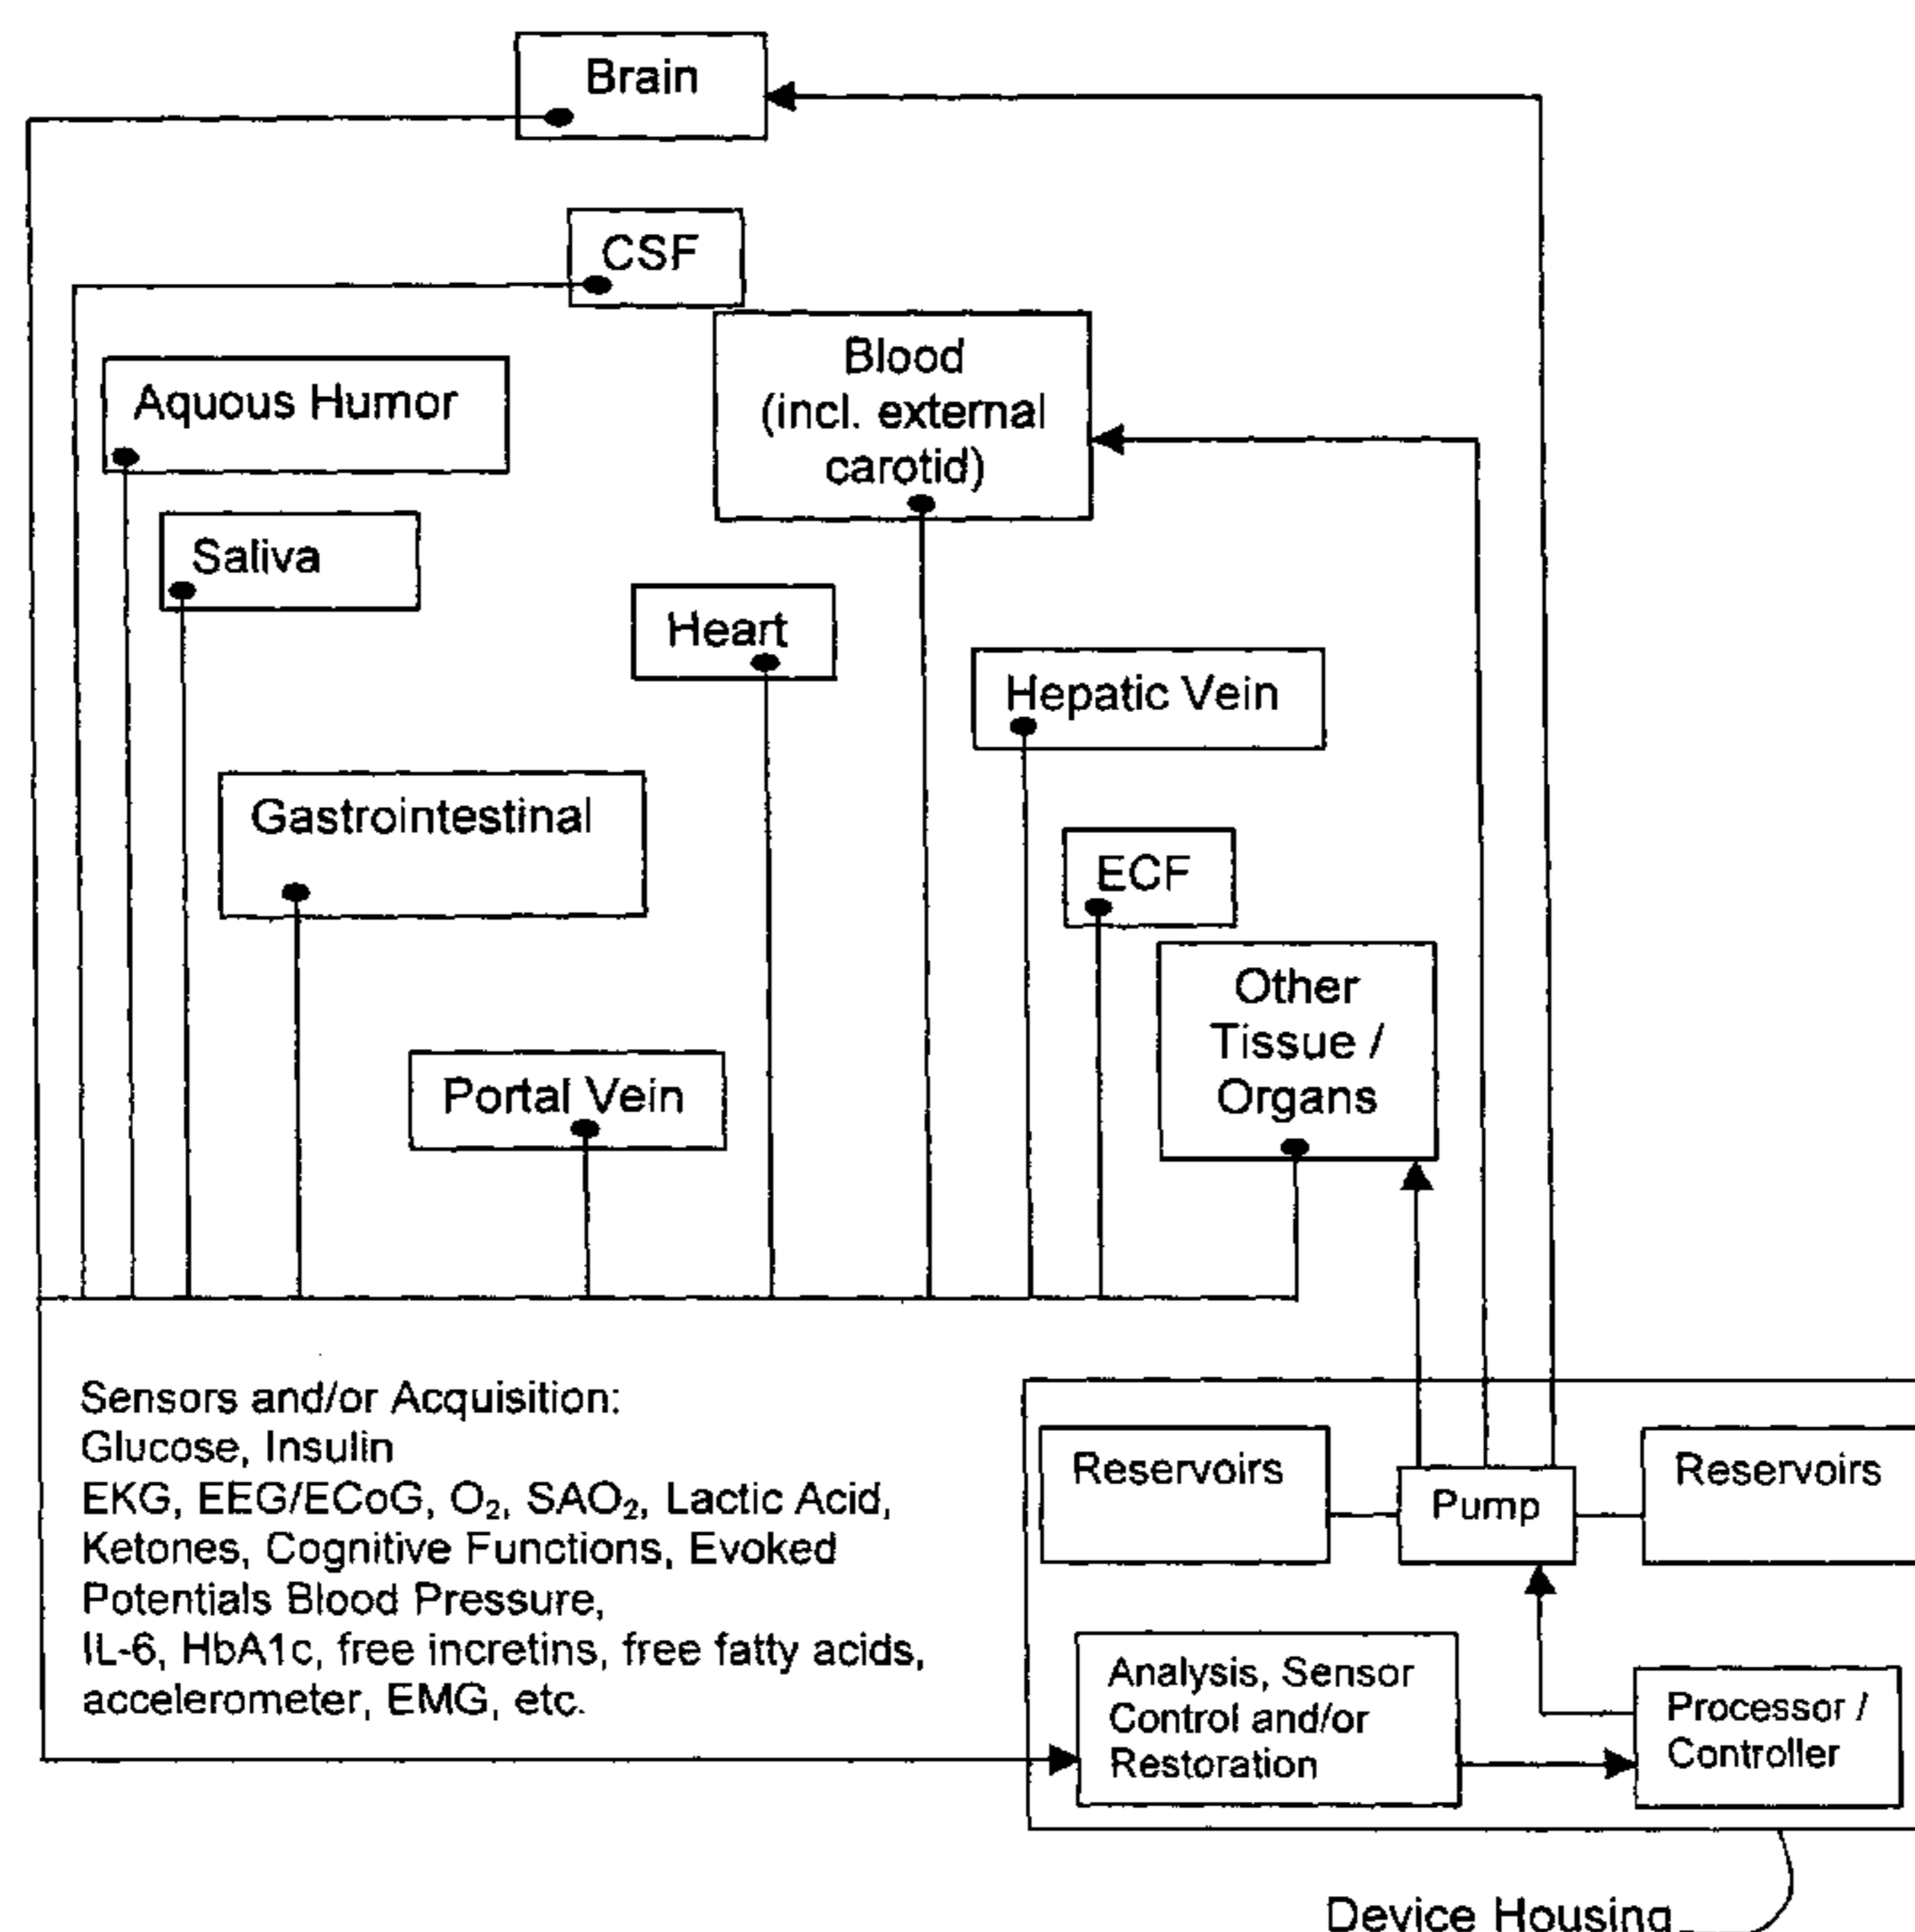 Brain
CSF
Blood
(incl. external
carotid)
Aquous Humor
Saliva
Heart
Hepatic Vein
Gastrointestinal
ECF
Other
Tissue /
Organs
Portal Vein
Sensors and/or Acquisition:
Glucose, Insulin
EKG, EEG/ECoG, O₂, SAO₂, Lactic Acid,
Ketones, Cognitive Functions, Evoked
Potentials Blood Pressure,
IL-6, HbA1c, free incretins, free fatty acids,
accelerometer, EMG, etc.
Reservoirs
Pump
Reservoirs
Analysis, Sensor
Control and/or
Restoration
Processor /
Controller
Device Housing